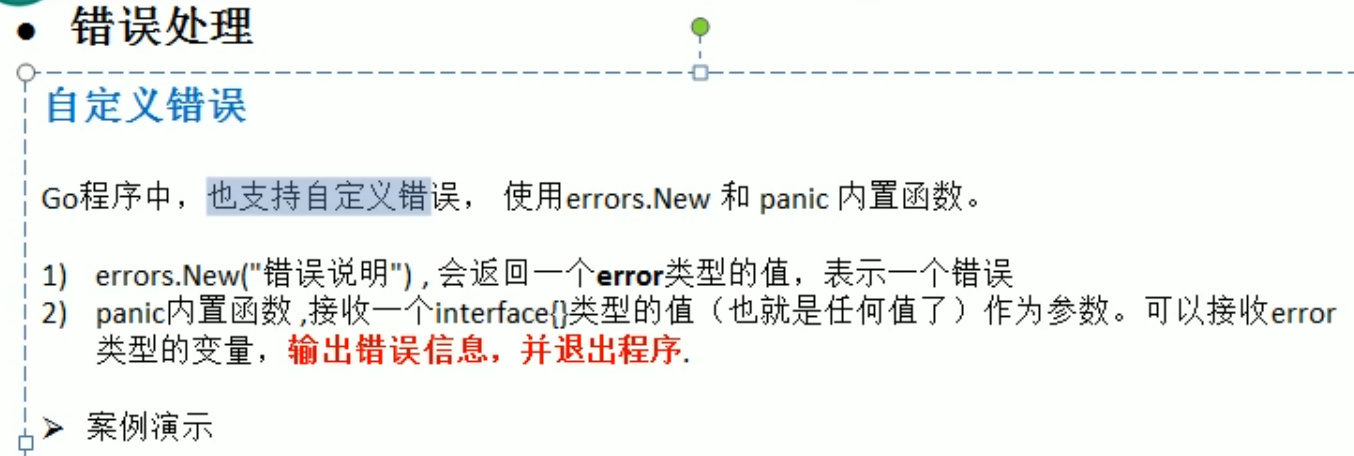 ● 错误处理
自定义错误
Go程序中，也支持自定义错误， 使用errors.New 和 panic 内置函数。
1) errors.New("错误说明") , 会返回一个error类型的值，表示一个错误
2) panic内置函数 ,接收一个interface{}类型的值（也就是任何值了）作为参数。可以接收error
类型的变量，输出错误信息，并退出程序.
➢ 案例演示